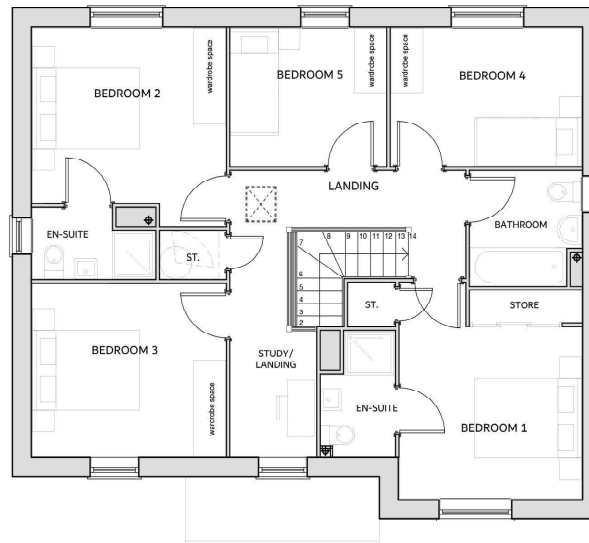 BEDROOM 2
wardrobe space
BEDROOM 5
wardrobe space
wardrobe space
BEDROOM 4
LANDING
EN-SUITE
ST.
BATHROOM
7
8
9
10
11
12
13
14
6
5
4
3
2
ST.
STORE
BEDROOM 3
wardrobe space
STUDY/
LANDING
EN-SUITE
BEDROOM 1